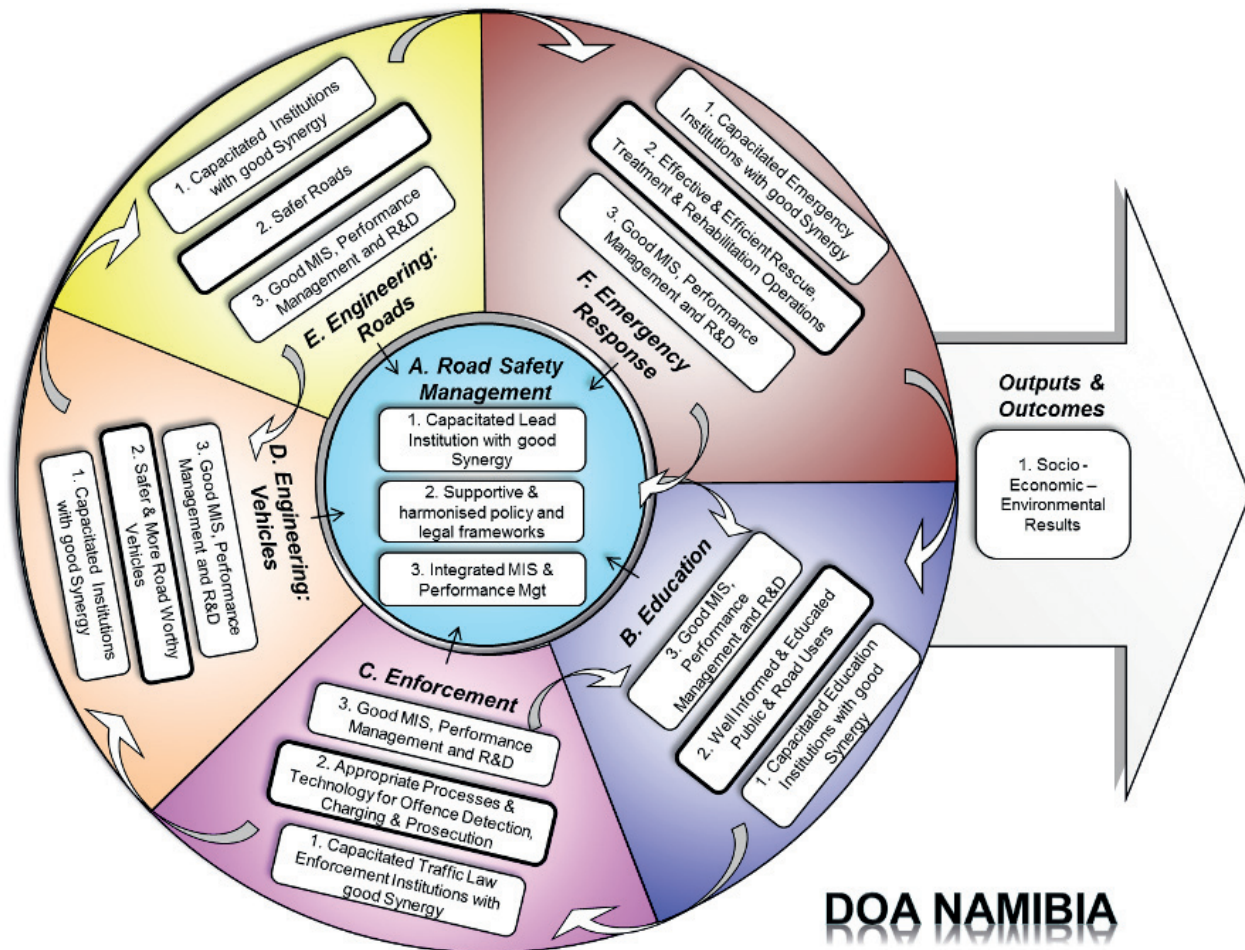 A. Road Safety
Management
1. Capacitated Lead
Institution with good
Synergy
2. Supportive &
harmonised policy and
legal frameworks
3. Integrated MIS &
Performance Mgt
B. Education
3. Good MIS,
Performance
Management and R&D
2. Well Informed & Educated
Public & Road Users
1. Capacitated Education
Institutions with good
Synergy
C. Enforcement
3. Good MIS, Performance
Management and R&D
2. Appropriate Processes &
Technology for Offence Detection,
Charging & Prosecution
1. Capacitated Traffic Law
Enforcement Institutions with
good Synergy
D. Engineering:
Vehicles
3. Good MIS, Performance
Management and R&D
2. Safer & More Road Worthy
Vehicles
1. Capacitated Institutions
with good Synergy
E. Engineering:
Roads
1. Capacitated Institutions
with good Synergy
2. Safer Roads
3. Good MIS, Performance
Management and R&D
F. Emergency
Response
1. Capacitated Emergency
Institutions with good Synergy
2. Effective & Efficient Rescue,
Treatment & Rehabilitation Operations
3. Good MIS, Performance
Management and R&D
Outputs &
Outcomes
1. Socio -
Economic –
Environmental
Results
DOA NAMIBIA